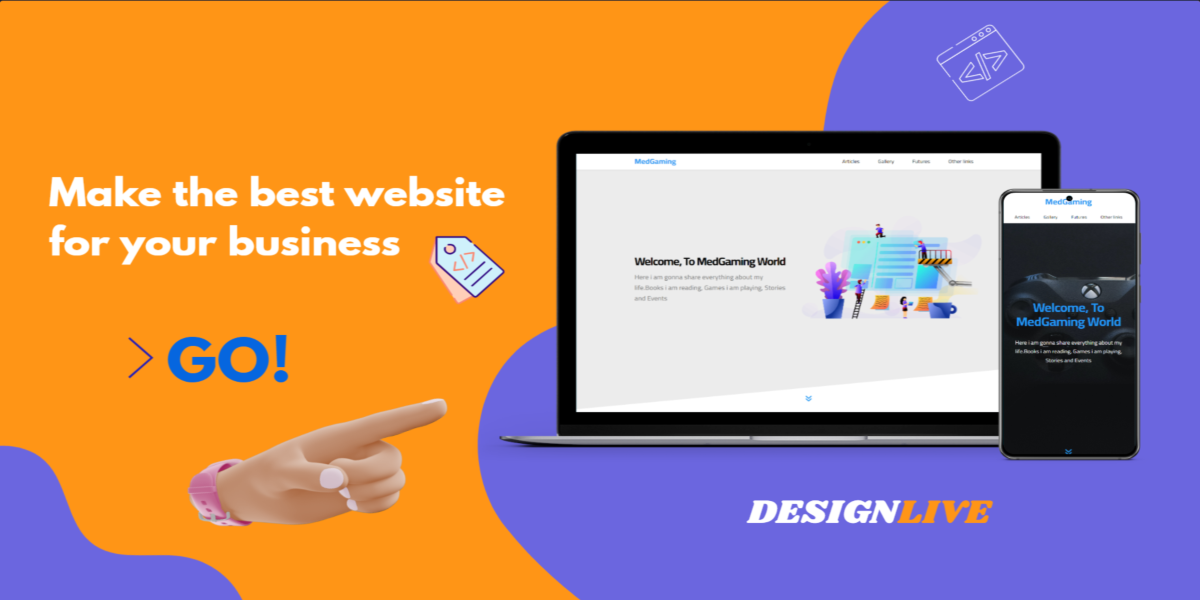 Make the best website
for your business
> GO!
MedGaming
Articles Gallery Futures Other links
Welcome, To MedGaming World
Here i am gonna share everything about my
life.Books i am reading, Games i am playing, Stories
and Events
MedGaming
Articles Gallery Futures Other links
Welcome, To
MedGaming World
Here i am gonna share everything about my
life.Books i am reading, Games i am playing,
Stories and Events
DESIGNLIVE